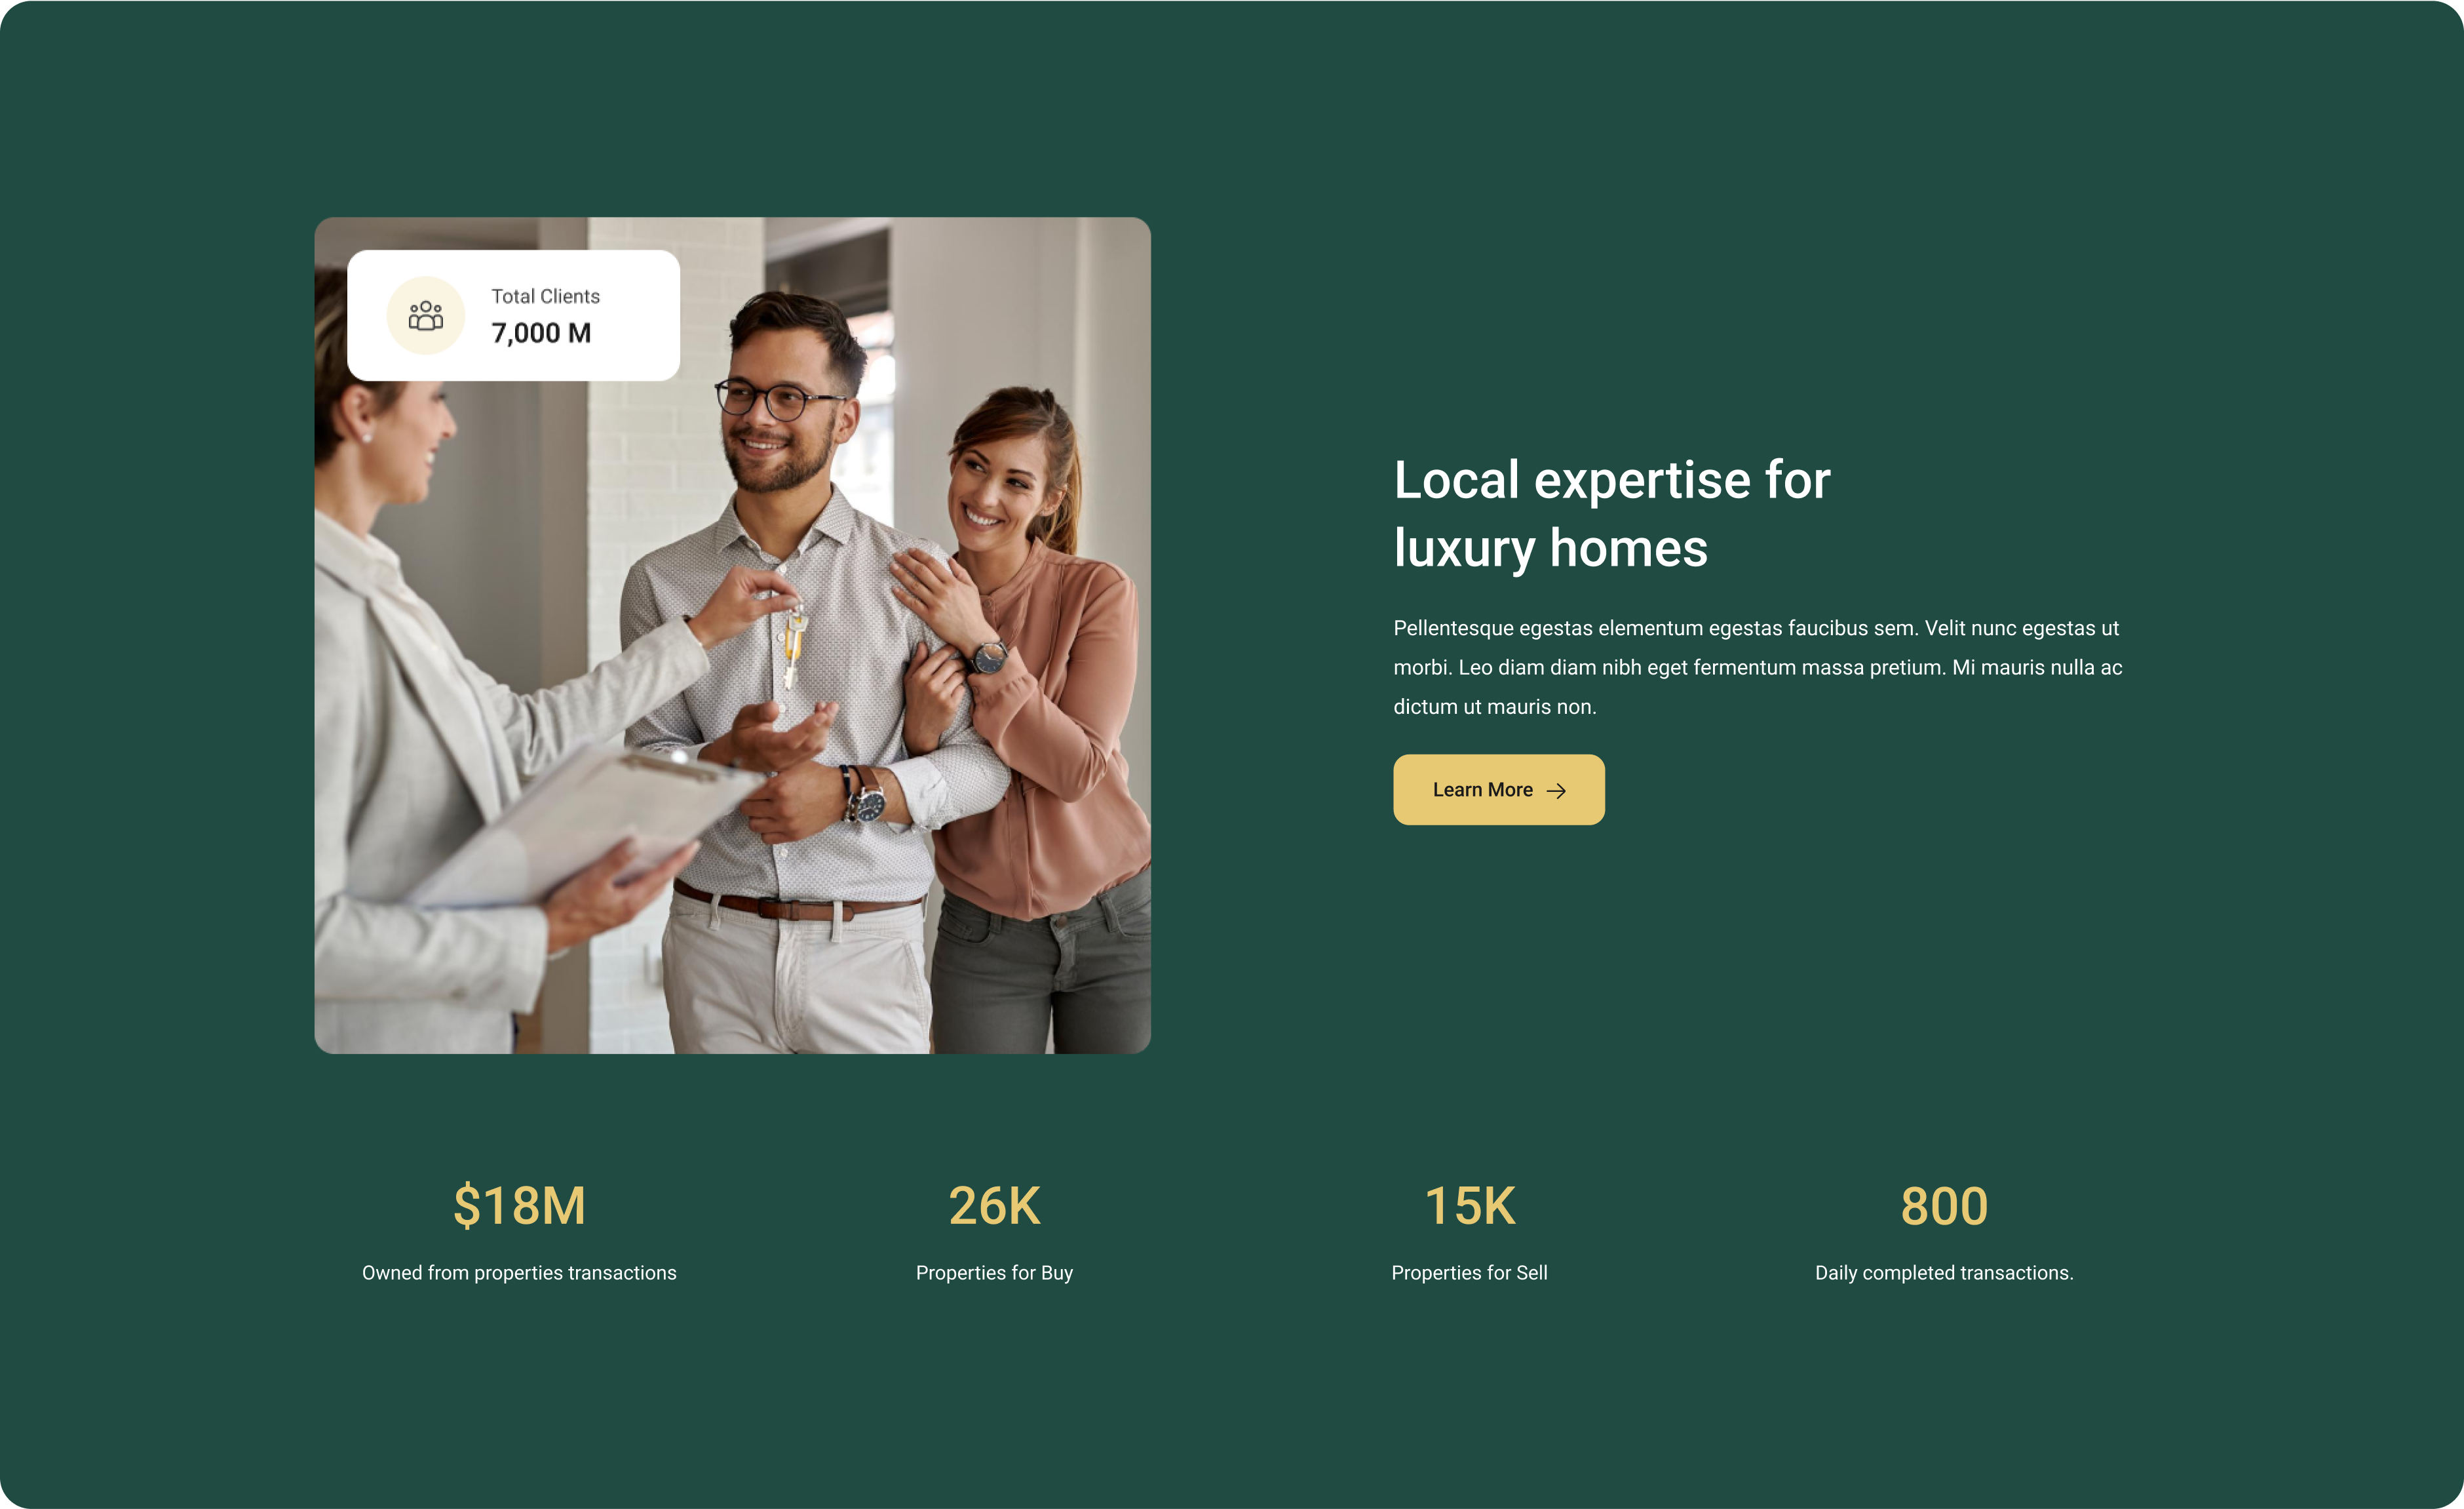 Total Clients
7,000 M
Local expertise for
luxury homes
Pellentesque egestas elementum egestas faucibus sem. Velit nunc egestas ut
morbi. Leo diam diam nibh eget fermentum massa pretium. Mi mauris nulla ac
dictum ut mauris non.
Learn More
$18M
Owned from properties transactions
26K
Properties for Buy
15K
Properties for Sell
800
Daily completed transactions.